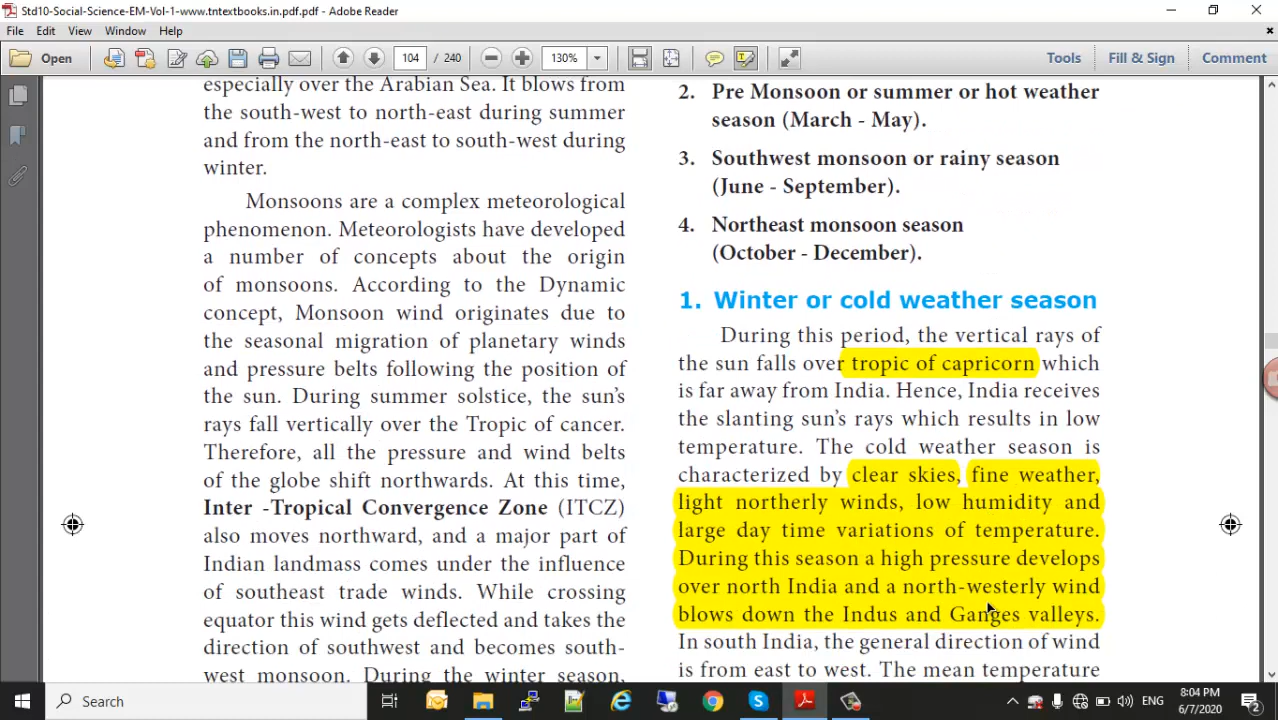 Std10-Social-Science-EM-Vol-1-www.tntextbooks.in.pdf.pdf - Adobe Reader
File Edit View Window Help
Open 104 / 240 130% Tools Fill & Sign Comment
especially over the Arabian Sea. It blows from
the south-west to north-east during summer
and from the north-east to south-west during
winter.
Monsoons are a complex meteorological
phenomenon. Meteorologists have developed
a number of concepts about the origin
of monsoons. According to the Dynamic
concept, Monsoon wind originates due to
the seasonal migration of planetary winds
and pressure belts following the position of
the sun. During summer solstice, the sun's
rays fall vertically over the Tropic of cancer.
Therefore, all the pressure and wind belts
of the globe shift northwards. At this time,
Inter -Tropical Convergence Zone (ITCZ)
also moves northward, and a major part of
Indian landmass comes under the influence
of southeast trade winds. While crossing
equator this wind gets deflected and takes the
direction of southwest and becomes south-
west monsoon. During the winter season,
2. Pre Monsoon or summer or hot weather
season (March - May).
3. Southwest monsoon or rainy season
(June - September).
4. Northeast monsoon season
(October - December).
1. Winter or cold weather season
During this period, the vertical rays of
the sun falls over tropic of capricorn which
is far away from India. Hence, India receives
the slanting sun's rays which results in low
temperature. The cold weather season is
characterized by clear skies, fine weather,
light northerly winds, low humidity and
large day time variations of temperature.
During this season a high pressure develops
over north India and a north-westerly wind
blows down the Indus and Ganges valleys.
In south India, the general direction of wind
is from east to west. The mean temperature
Search
ENG
8:04 PM
6/7/2020
2